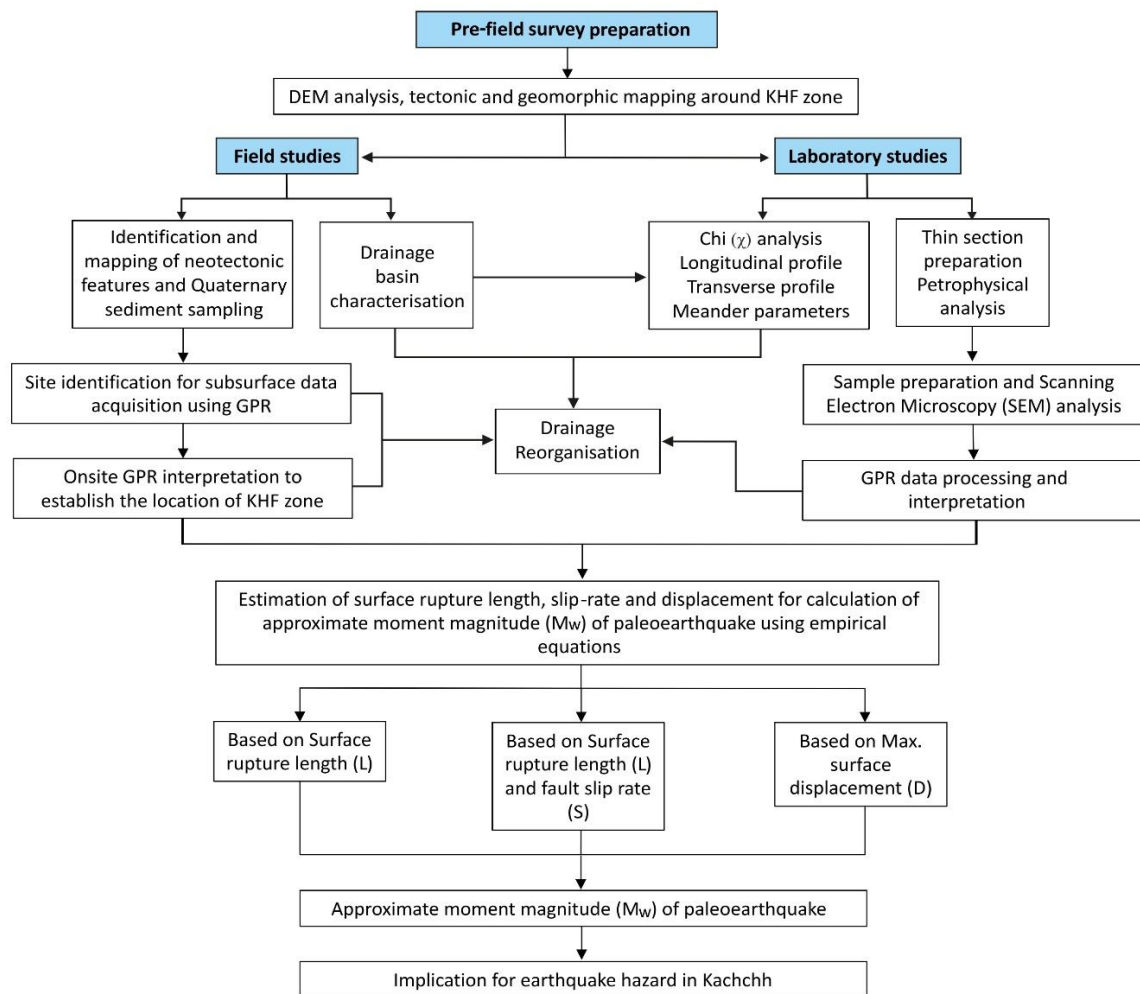 Pre-field survey preparation
DEM analysis, tectonic and geomorphic mapping around KHF zone
Field studies
Laboratory studies
Identification and
mapping of neotectonic
features and Quaternary
sediment sampling
Drainage
basin
characterisation
Chi (χ) analysis
Longitudinal profile
Transverse profile
Meander parameters
Thin section
preparation
Petrophysical
analysis
Site identification for subsurface data
acquisition using GPR
Drainage
Reorganisation
Sample preparation and Scanning
Electron Microscopy (SEM) analysis
Onsite GPR interpretation to
establish the location of KHF zone
GPR data processing and
interpretation
Estimation of surface rupture length, slip-rate and displacement for calculation of
approximate moment magnitude (Mw) of paleoearthquake using empirical
equations
Based on Surface
rupture length (L)
Based on Surface
rupture length (L)
and fault slip rate
(S)
Based on Max.
surface
displacement (D)
Approximate moment magnitude (Mw) of paleoearthquake
Implication for earthquake hazard in Kachchh